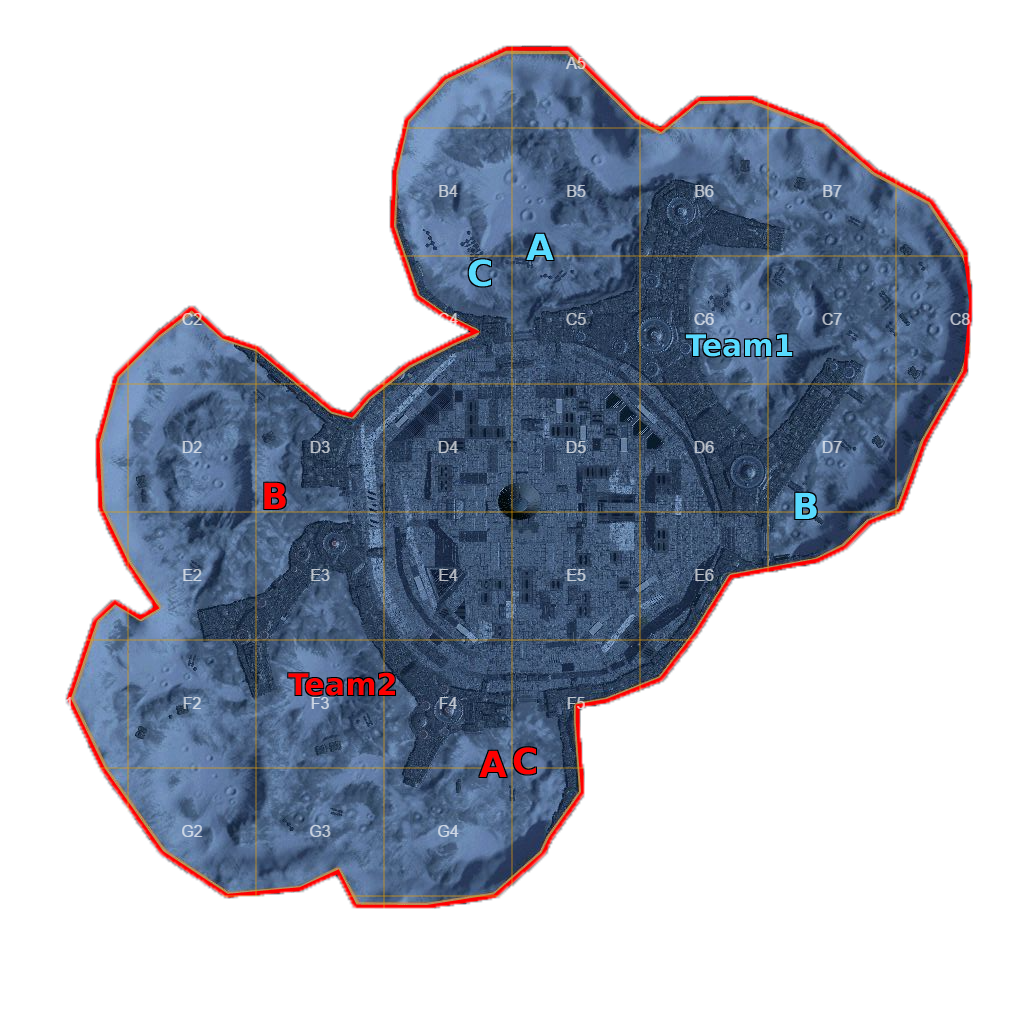 A5
B4 B5 B6 B7
A
C
C2 C4 C5 C6 C7 C8
Team1
D2 D3 D4 D5 D6 D7
B B
E2 E3 E4 E5 E6
Team2
F2 F3 F4 F5
A C
G2 G3 G4